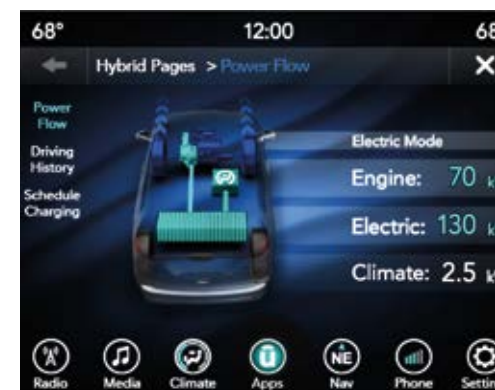 68° 12:00 68
Hybrid Pages > Power Flow X
Power
Flow
Driving
History
Schedule
Charging
Electric Mode
Engine: 70 k
Electric: 130 k
Climate: 2.5 k
Radio Media Climate Apps Nav Phone
NE